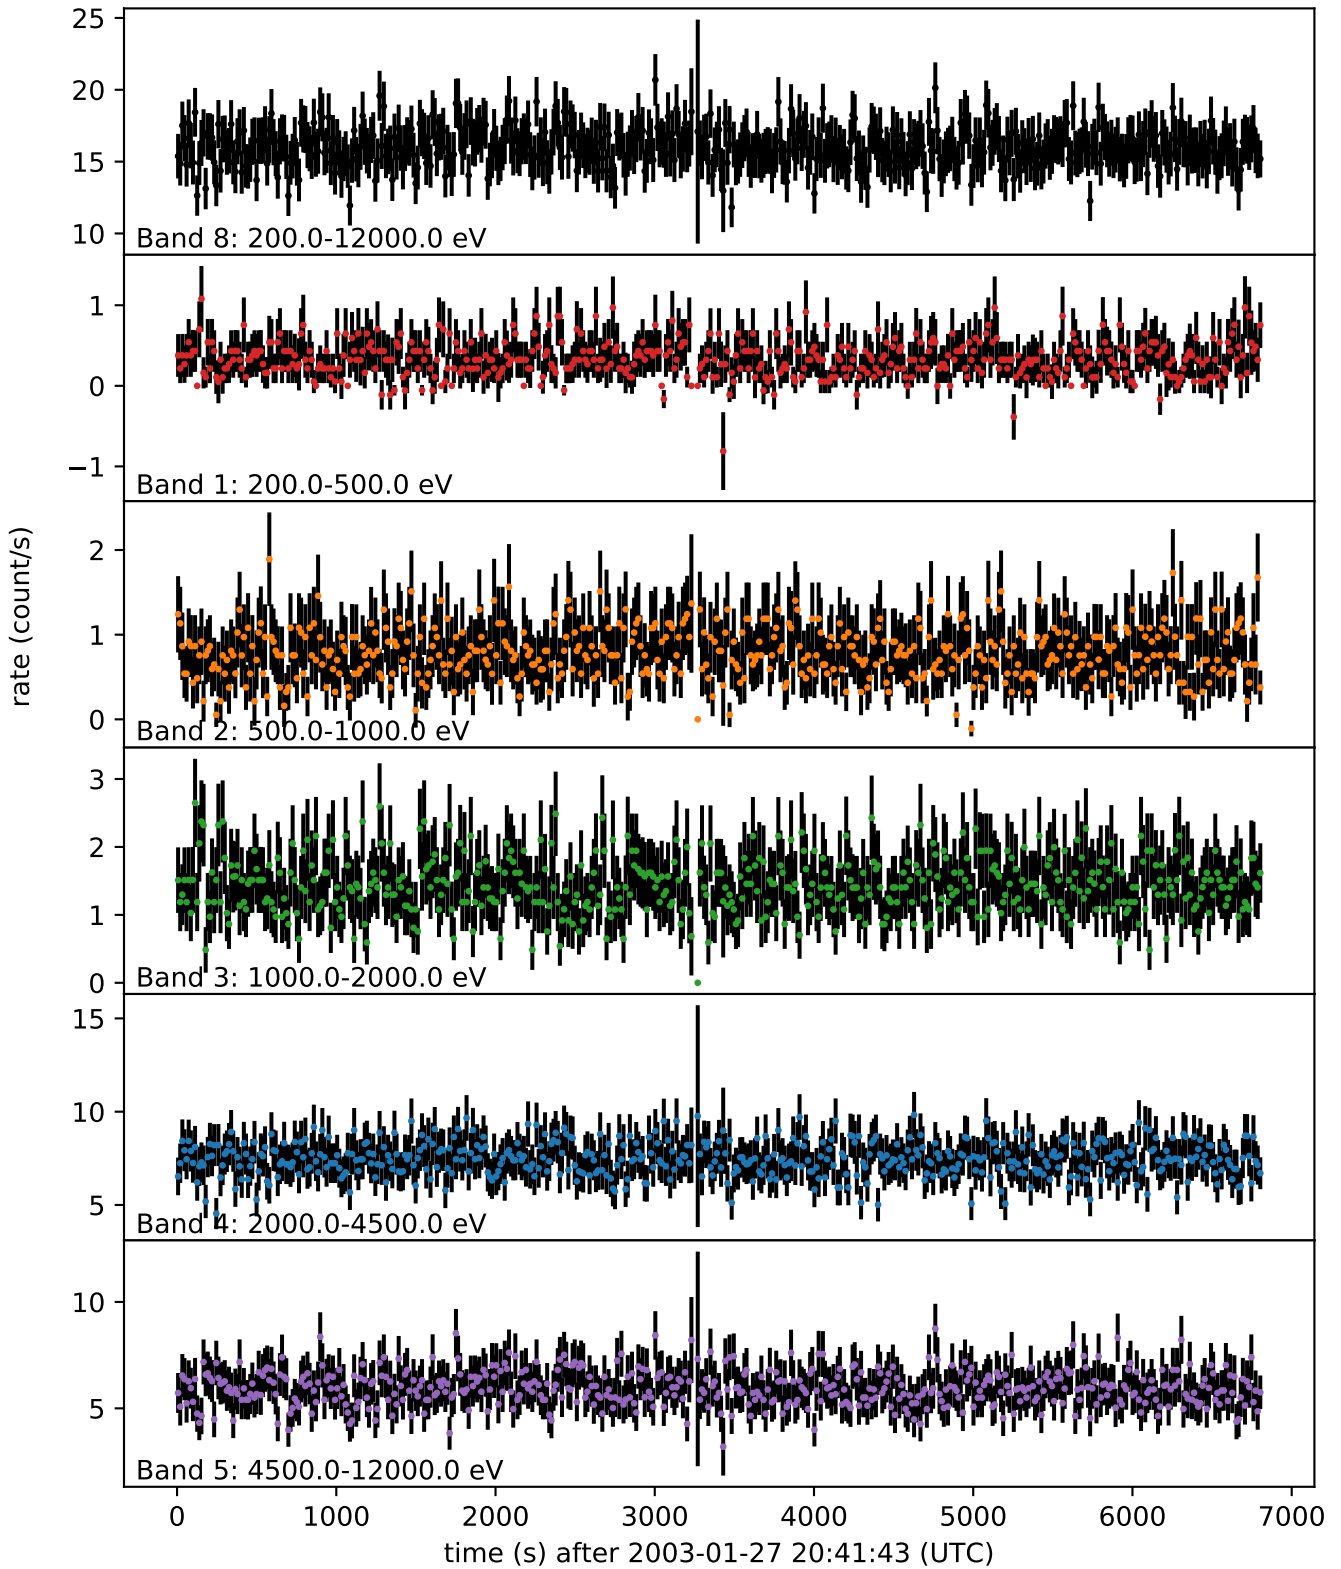 25
20
15
10
Band 8: 200.0-12000.0 eV
1
0
−1
Band 1: 200.0-500.0 eV
rate (count/s)
2
1
0
Band 2: 500.0-1000.0 eV
3
2
1
0
Band 3: 1000.0-2000.0 eV
15
10
5
Band 4: 2000.0-4500.0 eV
10
5
Band 5: 4500.0-12000.0 eV
0 1000 2000 3000 4000 5000 6000 7000
time (s) after 2003-01-27 20:41:43 (UTC)